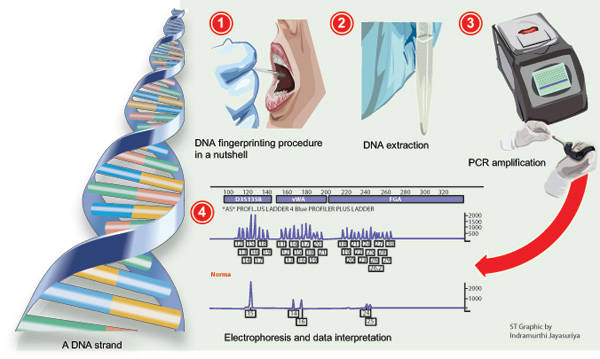 1
DNA fingerprinting procedure
in a nutshell
2
DNA extraction
3
PCR amplification
4
100 120 140 160 180 200 220 240 260 280 300 320
D3S1358 vWA FGA
*AS* PROFI.,US LADDER 4 Blue PROFILER PLUS LADDER
2000
1500
1000
500
Norma
2000
1000
Electrophoresis and data interpretation
A DNA strand
ST Graphic by
Indramurthi Jayasuriya